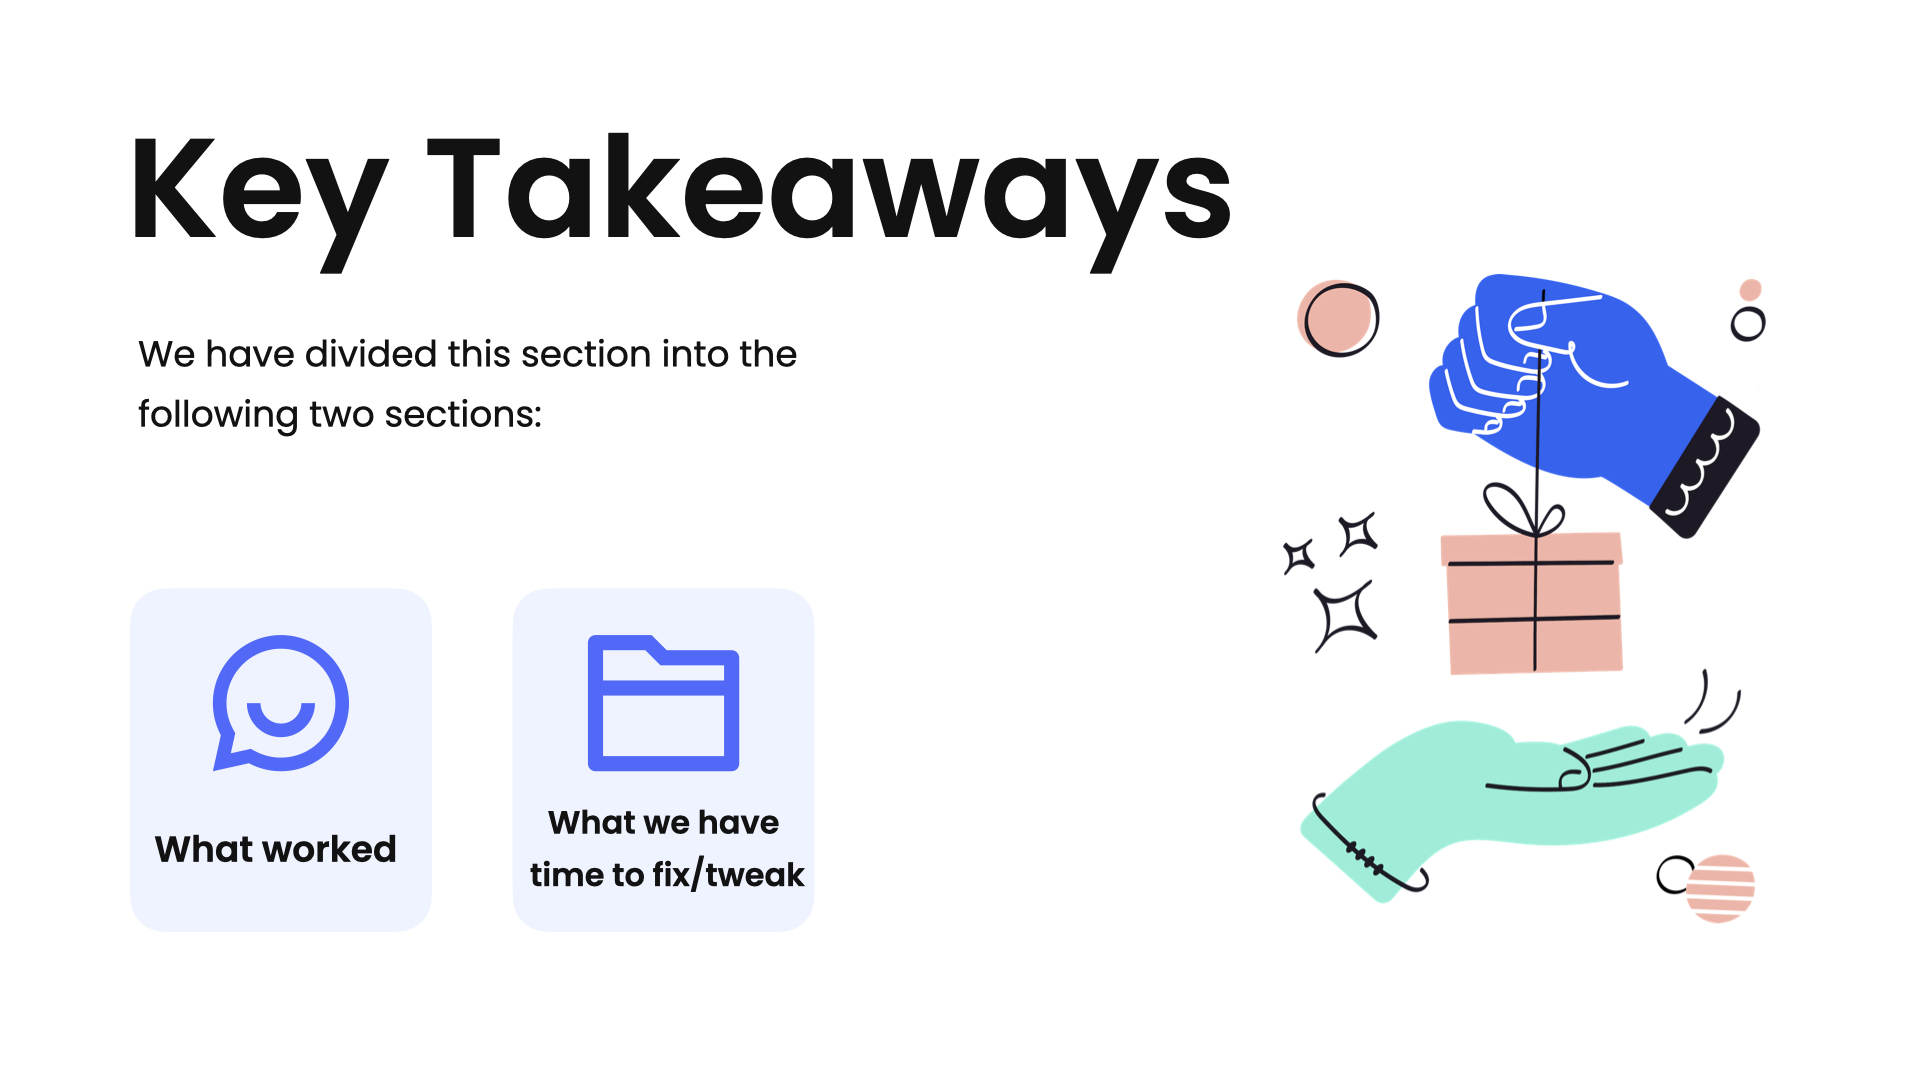 Key Takeaways
We have divided this section into the
following two sections:
What worked
What we have
time to fix/tweak